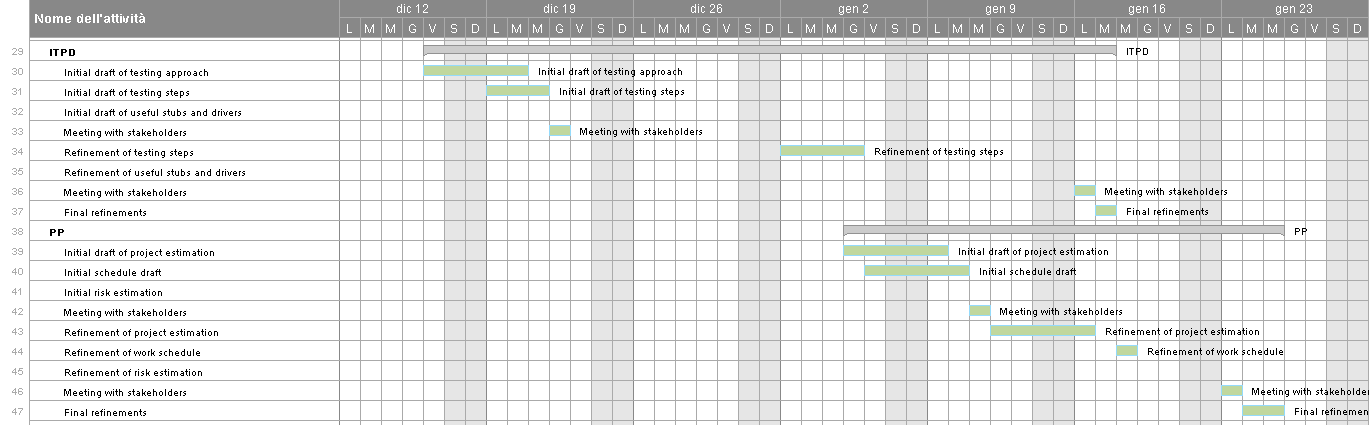 Nome dell'attività
dic 12 dic 19 dic 26 gen 2 gen 9 gen 16 gen 23
L M M G V S D L M M G V S D L M M G V S D L M M G V S D L M M G V S D L M M G V S D L M M G V S D
29 ITPD ITPD
30 Initial draft of testing approach Initial draft of testing approach
31 Initial draft of testing steps Initial draft of testing steps
32 Initial draft of useful stubs and drivers
33 Meeting with stakeholders Meeting with stakeholders
34 Refinement of testing steps Refinement of testing steps
35 Refinement of useful stubs and drivers
36 Meeting with stakeholders Meeting with stakeholders
37 Final refinements Final refinements
38 PP PP
39 Initial draft of project estimation Initial draft of project estimation
40 Initial schedule draft Initial schedule draft
41 Initial risk estimation
42 Meeting with stakeholders Meeting with stakeholders
43 Refinement of project estimation Refinement of project estimation
44 Refinement of work schedule Refinement of work schedule
45 Refinement of risk estimation
46 Meeting with stakeholders Meeting with stakeholder
47 Final refinements Final refinemen